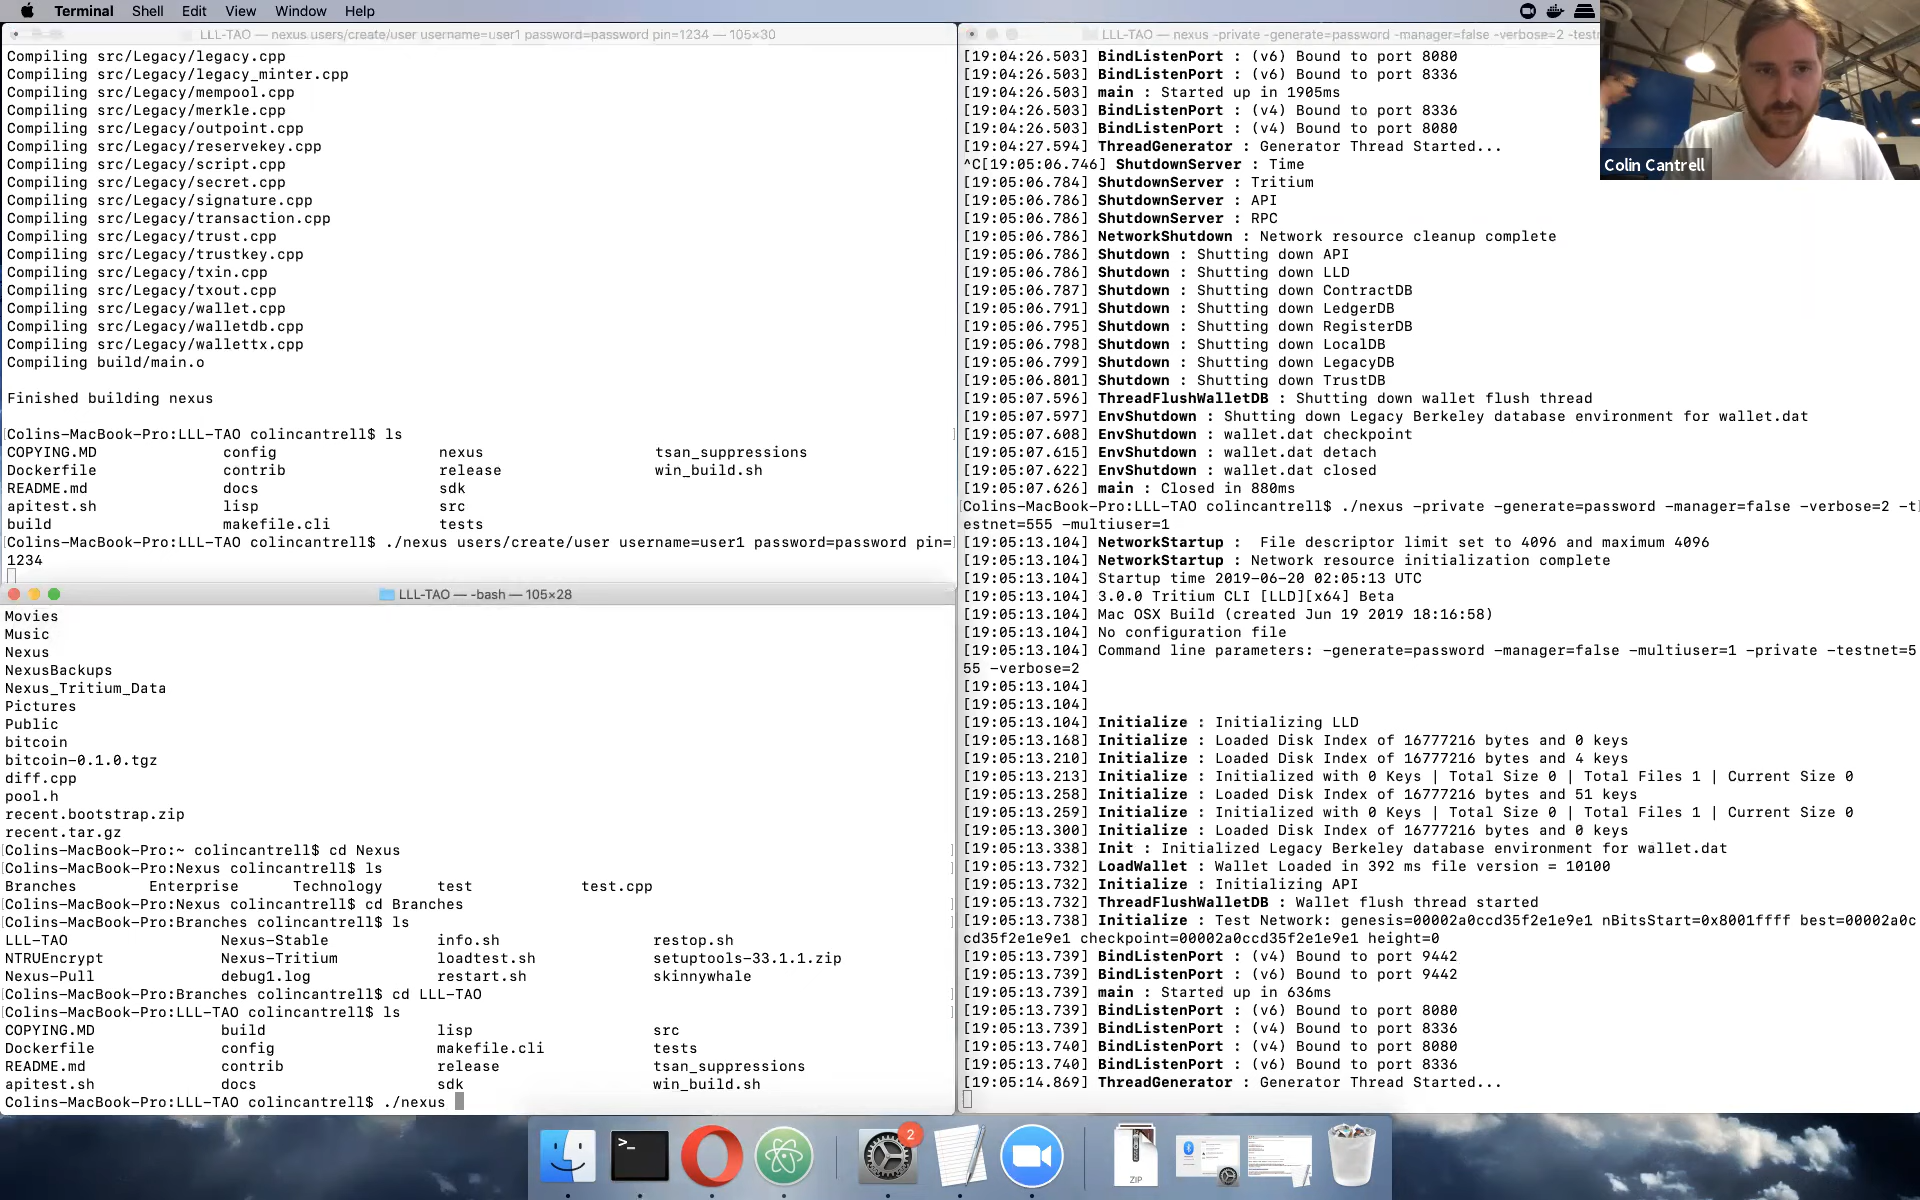 Terminal Shell Edit View Window Help
LLL-TAO — nexus users/create/user username=user1 password=password pin=1234 — 105×30
Compiling src/Legacy/legacy.cpp
Compiling src/Legacy/legacy_minter.cpp
Compiling src/Legacy/mempool.cpp
Compiling src/Legacy/merkle.cpp
Compiling src/Legacy/outpoint.cpp
Compiling src/Legacy/reservekey.cpp
Compiling src/Legacy/script.cpp
Compiling src/Legacy/secret.cpp
Compiling src/Legacy/signature.cpp
Compiling src/Legacy/transaction.cpp
Compiling src/Legacy/trust.cpp
Compiling src/Legacy/trustkey.cpp
Compiling src/Legacy/txin.cpp
Compiling src/Legacy/txout.cpp
Compiling src/Legacy/wallet.cpp
Compiling src/Legacy/walletdb.cpp
Compiling src/Legacy/wallettx.cpp
Compiling build/main.o
Finished building nexus
Colins-MacBook-Pro:LLL-TAO colincantrell$ ls
COPYING.MD config nexus tsan_suppressions
Dockerfile contrib release win_build.sh
README.md docs sdk
apitest.sh lisp src
build makefile.cli tests
Colins-MacBook-Pro:LLL-TAO colincantrell$ ./nexus users/create/user username=user1 password=password pin=
1234
LLL-TAO — -bash — 105×28
Movies
Music
Nexus
NexusBackups
Nexus_Tritium_Data
Pictures
Public
bitcoin
bitcoin-0.1.0.tgz
diff.cpp
pool.h
recent.bootstrap.zip
recent.tar.gz
Colins-MacBook-Pro:~ colincantrell$ cd Nexus
Colins-MacBook-Pro:Nexus colincantrell$ ls
Branches Enterprise Technology test test.cpp
Colins-MacBook-Pro:Nexus colincantrell$ cd Branches
Colins-MacBook-Pro:Branches colincantrell$ ls
LLL-TAO Nexus-Stable info.sh restop.sh
NTRUEncrypt Nexus-Tritium loadtest.sh setuptools-33.1.1.zip
Nexus-Pull debug1.log restart.sh skinnywhale
Colins-MacBook-Pro:Branches colincantrell$ cd LLL-TAO
Colins-MacBook-Pro:LLL-TAO colincantrell$ ls
COPYING.MD build lisp src
Dockerfile config makefile.cli tests
README.md contrib release tsan_suppressions
apitest.sh docs sdk win_build.sh
Colins-MacBook-Pro:LLL-TAO colincantrell$ ./nexus
LLL-TAO — nexus -private -generate=password -manager=false -verbose=2 -testn
[19:04:26.503] BindListenPort : (v6) Bound to port 8080
[19:04:26.503] BindListenPort : (v6) Bound to port 8336
[19:04:26.503] main : Started up in 1905ms
[19:04:26.503] BindListenPort : (v4) Bound to port 8336
[19:04:26.503] BindListenPort : (v4) Bound to port 8080
[19:04:27.594] ThreadGenerator : Generator Thread Started...
^C[19:05:06.746] ShutdownServer : Time
[19:05:06.784] ShutdownServer : Tritium
[19:05:06.786] ShutdownServer : API
[19:05:06.786] ShutdownServer : RPC
[19:05:06.786] NetworkShutdown : Network resource cleanup complete
[19:05:06.786] Shutdown : Shutting down API
[19:05:06.786] Shutdown : Shutting down LLD
[19:05:06.787] Shutdown : Shutting down ContractDB
[19:05:06.791] Shutdown : Shutting down LedgerDB
[19:05:06.795] Shutdown : Shutting down RegisterDB
[19:05:06.798] Shutdown : Shutting down LocalDB
[19:05:06.799] Shutdown : Shutting down LegacyDB
[19:05:06.801] Shutdown : Shutting down TrustDB
[19:05:07.596] ThreadFlushWalletDB : Shutting down wallet flush thread
[19:05:07.597] EnvShutdown : Shutting down Legacy Berkeley database environment for wallet.dat
[19:05:07.608] EnvShutdown : wallet.dat checkpoint
[19:05:07.615] EnvShutdown : wallet.dat detach
[19:05:07.622] EnvShutdown : wallet.dat closed
[19:05:07.626] main : Closed in 880ms
Colins-MacBook-Pro:LLL-TAO colincantrell$ ./nexus -private -generate=password -manager=false -verbose=2 -t
estnet=555 -multiuser=1
[19:05:13.104] NetworkStartup :  File descriptor limit set to 4096 and maximum 4096
[19:05:13.104] NetworkStartup : Network resource initialization complete
[19:05:13.104] Startup time 2019-06-20 02:05:13 UTC
[19:05:13.104] 3.0.0 Tritium CLI [LLD][x64] Beta
[19:05:13.104] Mac OSX Build (created Jun 19 2019 18:16:58)
[19:05:13.104] No configuration file
[19:05:13.104] Command line parameters: -generate=password -manager=false -multiuser=1 -private -testnet=5
55 -verbose=2
[19:05:13.104]
[19:05:13.104]
[19:05:13.104] Initialize : Initializing LLD
[19:05:13.168] Initialize : Loaded Disk Index of 16777216 bytes and 0 keys
[19:05:13.210] Initialize : Loaded Disk Index of 16777216 bytes and 4 keys
[19:05:13.213] Initialize : Initialized with 0 Keys | Total Size 0 | Total Files 1 | Current Size 0
[19:05:13.258] Initialize : Loaded Disk Index of 16777216 bytes and 51 keys
[19:05:13.259] Initialize : Initialized with 0 Keys | Total Size 0 | Total Files 1 | Current Size 0
[19:05:13.300] Initialize : Loaded Disk Index of 16777216 bytes and 0 keys
[19:05:13.338] Init : Initialized Legacy Berkeley database environment for wallet.dat
[19:05:13.732] LoadWallet : Wallet Loaded in 392 ms file version = 10100
[19:05:13.732] Initialize : Initializing API
[19:05:13.732] ThreadFlushWalletDB : Wallet flush thread started
[19:05:13.738] Initialize : Test Network: genesis=00002a0ccd35f2e1e9e1 nBitsStart=0x8001ffff best=00002a0c
cd35f2e1e9e1 checkpoint=00002a0ccd35f2e1e9e1 height=0
[19:05:13.739] BindListenPort : (v4) Bound to port 9442
[19:05:13.739] BindListenPort : (v6) Bound to port 9442
[19:05:13.739] main : Started up in 636ms
[19:05:13.739] BindListenPort : (v6) Bound to port 8080
[19:05:13.739] BindListenPort : (v4) Bound to port 8336
[19:05:13.740] BindListenPort : (v4) Bound to port 8080
[19:05:13.740] BindListenPort : (v6) Bound to port 8336
[19:05:14.869] ThreadGenerator : Generator Thread Started...
Colin Cantrell
2
ZIP